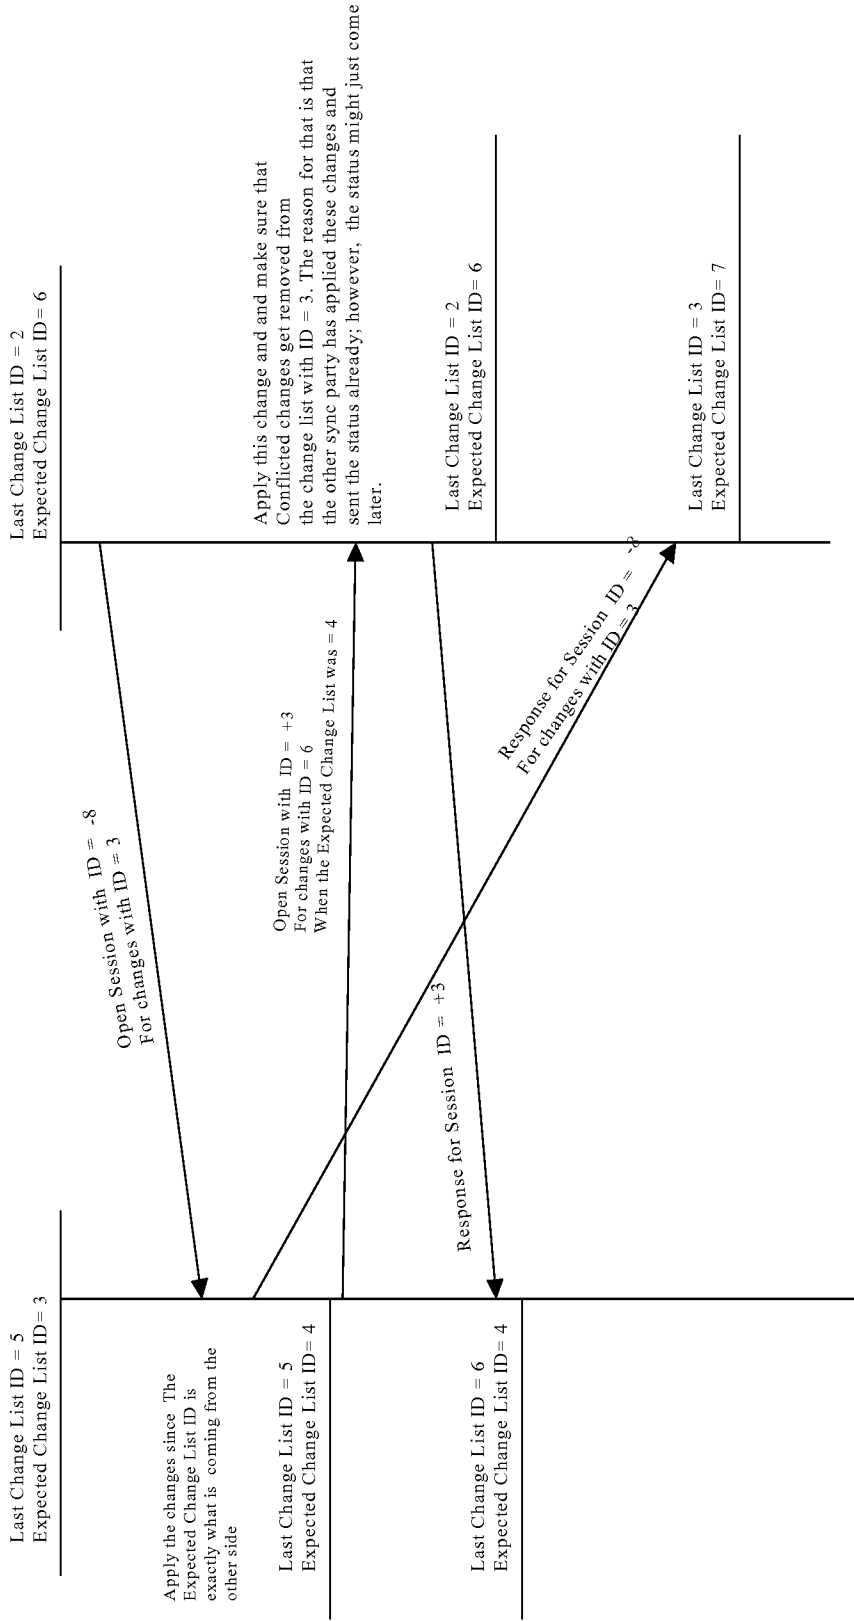 Last Change List ID = 5
Expected Change List ID= 3
Last Change List ID = 2
Expected Change List ID= 6
Open Session with ID = -8
For changes with ID = 3
Apply the changes since The
Expected Change List ID is
exactly what is coming from the
other side
Apply this change and and make sure that
Conflicted changes get removed from
the change list with ID = 3. The reason for that is that
the other sync party has applied these changes and
sent the status already; however, the status might just come
later.
Open Session with ID = +3
For changes with ID = 6
When the Expected Change List was = 4
Last Change List ID = 5
Expected Change List ID= 4
Last Change List ID = 2
Expected Change List ID= 6
Response for Session ID = +3
Response for Session ID = -8
For changes with ID = 3
Last Change List ID = 6
Expected Change List ID= 4
Last Change List ID = 3
Expected Change List ID= 7